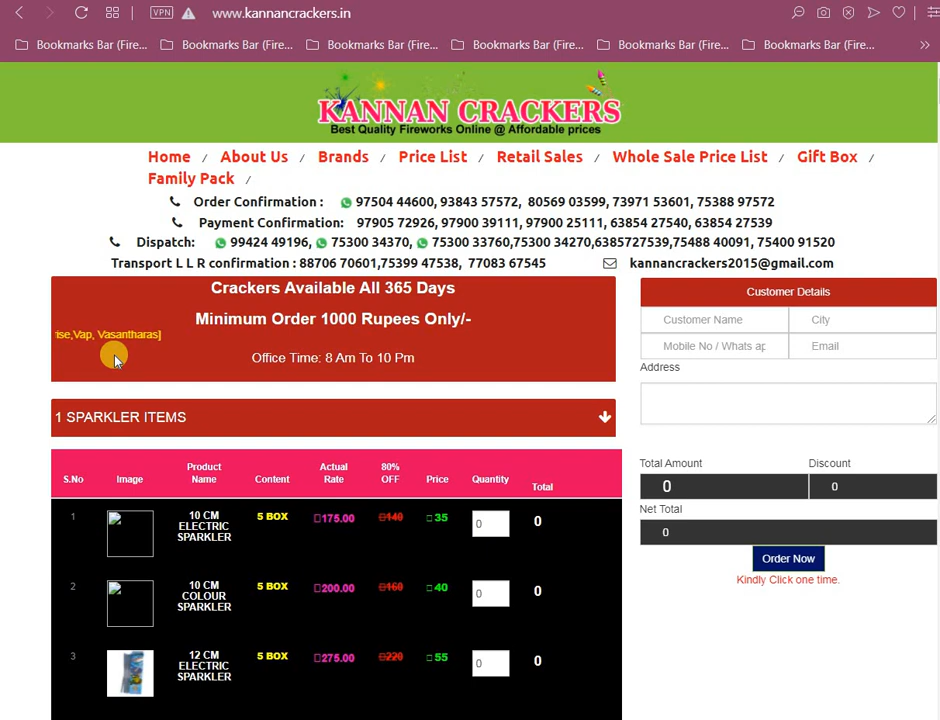 VPN www.kannancrackers.in
Bookmarks Bar (Fire... Bookmarks Bar (Fire... Bookmarks Bar (Fire... Bookmarks Bar (Fire... Bookmarks Bar (Fire... Bookmarks Bar (Fire... »
KANNAN CRACKERS
Best Quality Fireworks Online @ Affordable prices
Home / About Us / Brands / Price List / Retail Sales / Whole Sale Price List / Gift Box /
Family Pack /
Order Confirmation : 97504 44600, 93843 57572, 80569 03599, 73971 53601, 75388 97572
Payment Confirmation: 97905 72926, 97900 39111, 97900 25111, 63854 27540, 63854 27539
Dispatch: 99424 49196, 75300 34370, 75300 33760,75300 34270,6385727539,75488 40091, 75400 91520
Transport L L R confirmation : 88706 70601,75399 47538, 77083 67545 kannancrackers2015@gmail.com
Crackers Available All 365 Days
Minimum Order 1000 Rupees Only/-
ise,Vap, Vasantharas]
Office Time: 8 Am To 10 Pm
1 SPARKLER ITEMS
S.No Image Product Name Content Actual Rate 80% OFF Price Quantity Total
1 10 CM ELECTRIC SPARKLER 5 BOX 175.00 140 35 0 0
2 10 CM COLOUR SPARKLER 5 BOX 200.00 160 40 0 0
3 12 CM ELECTRIC SPARKLER 5 BOX 275.00 220 55 0 0
Customer Details
Customer Name City
Mobile No / Whats ap Email
Address
Total Amount Discount
0 0
Net Total
0
Order Now
Kindly Click one time.